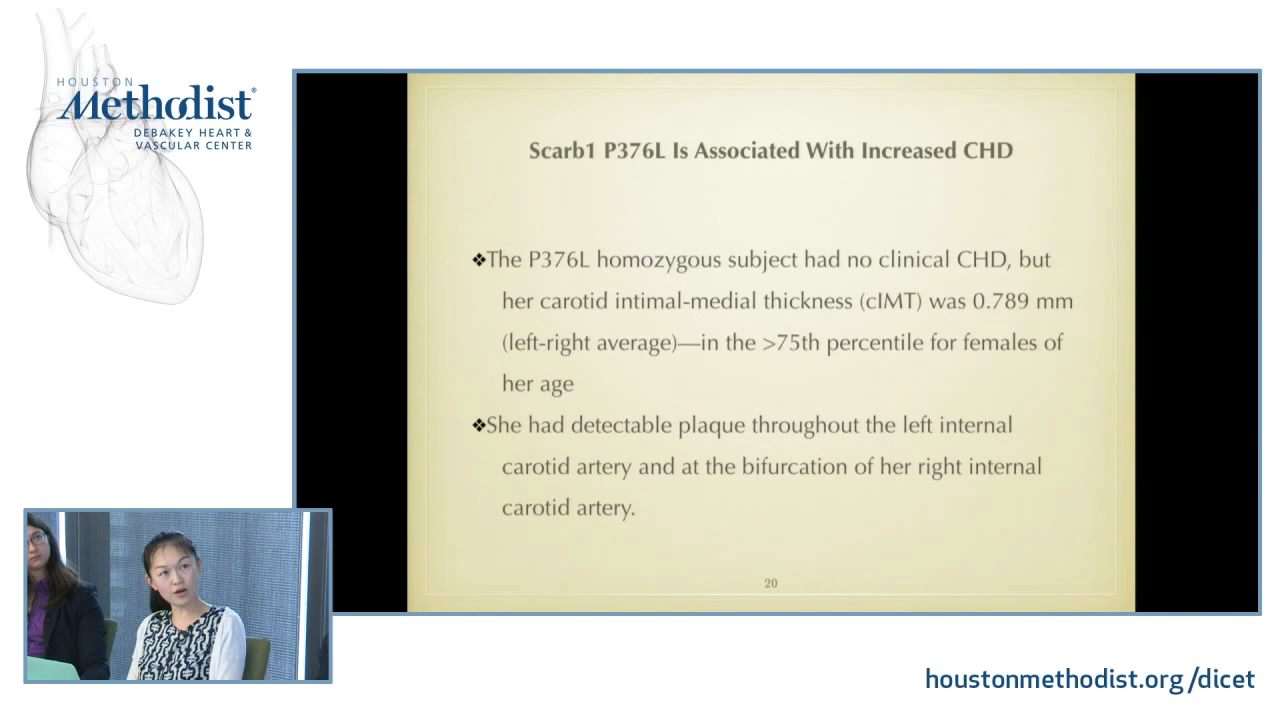 HOUSTON
Methodist®
DEBAKEY HEART &
VASCULAR CENTER
Scarb1 P376L Is Associated With Increased CHD
❖The P376L homozygous subject had no clinical CHD, but
her carotid intimal-medial thickness (cIMT) was 0.789 mm
(left-right average)—in the >75th percentile for females of
her age
❖She had detectable plaque throughout the left internal
carotid artery and at the bifurcation of her right internal
carotid artery.
20
houstonmethodist.org/dicet